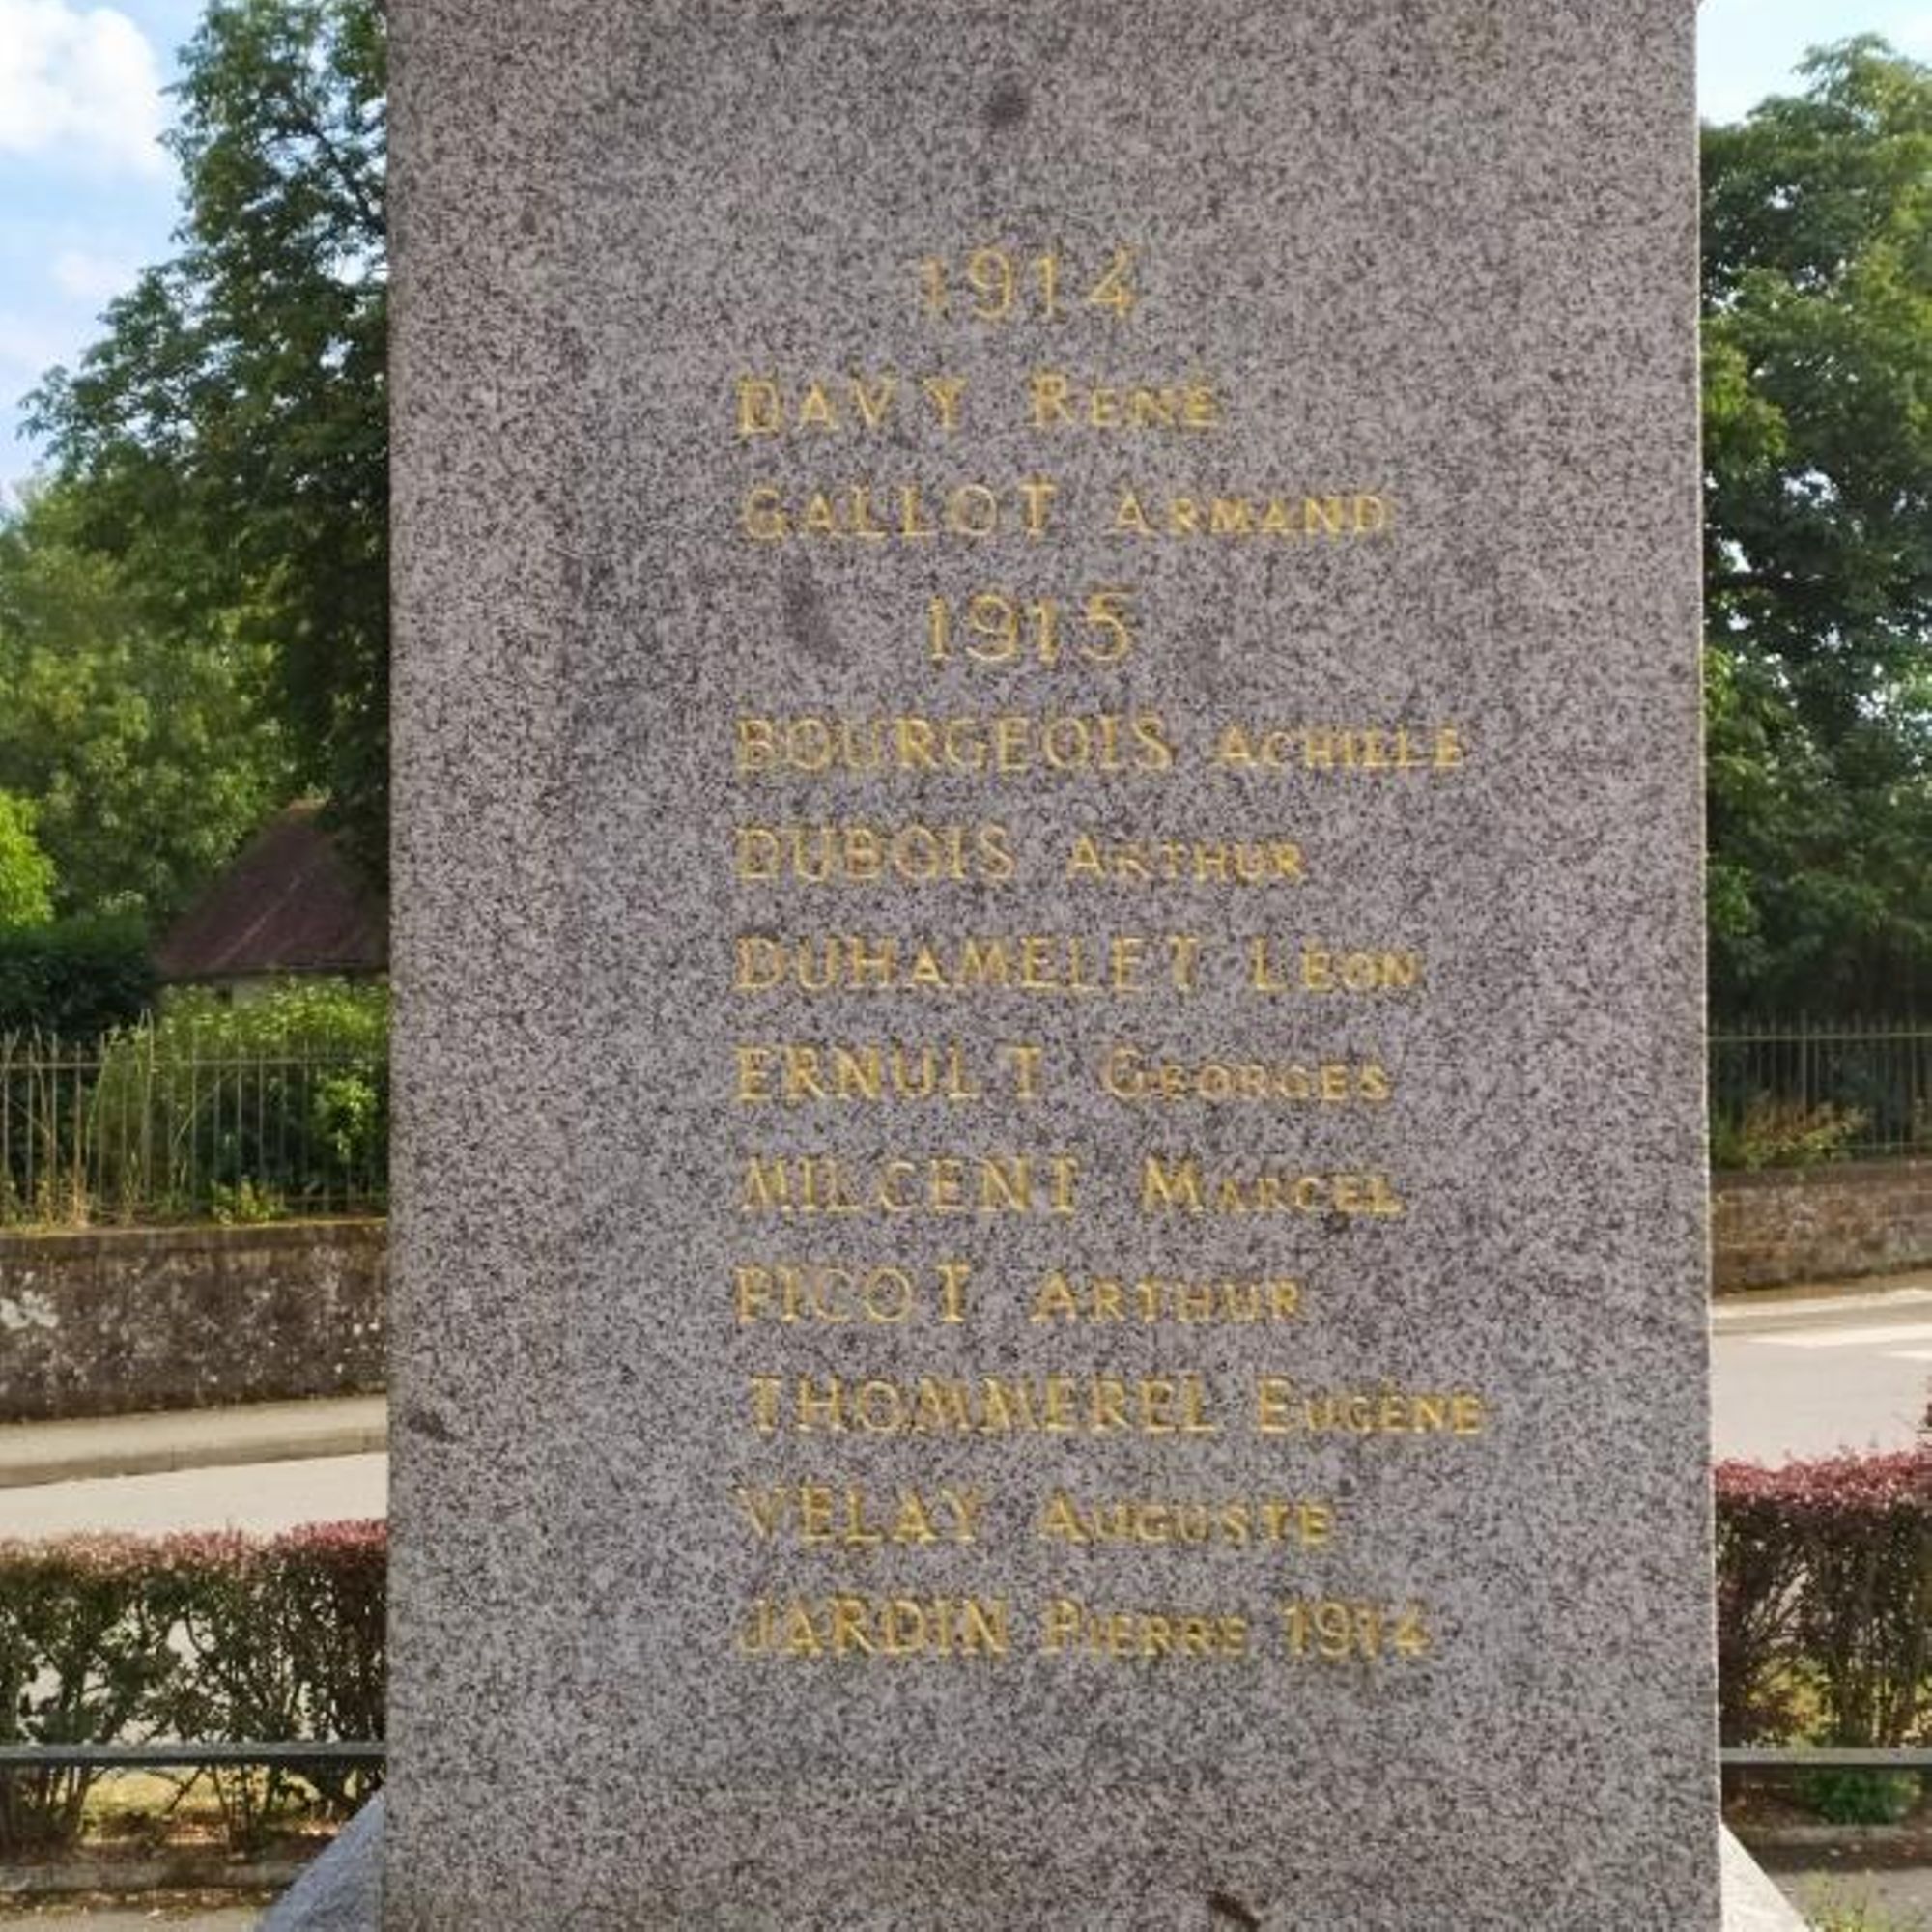 1914
DAVY RENÉ
GALLOT ARMAND
1915
BOURGEOIS ACHILLE
DUBOIS ARTHUR
DUHAMELET LÉON
ERNULT GEORGES
MILCENT MARCEL
PICOT ARTHUR
THOMMEREL EUGÈNE
VELAY AUGUSTE
JARDIN PIERRE 1914